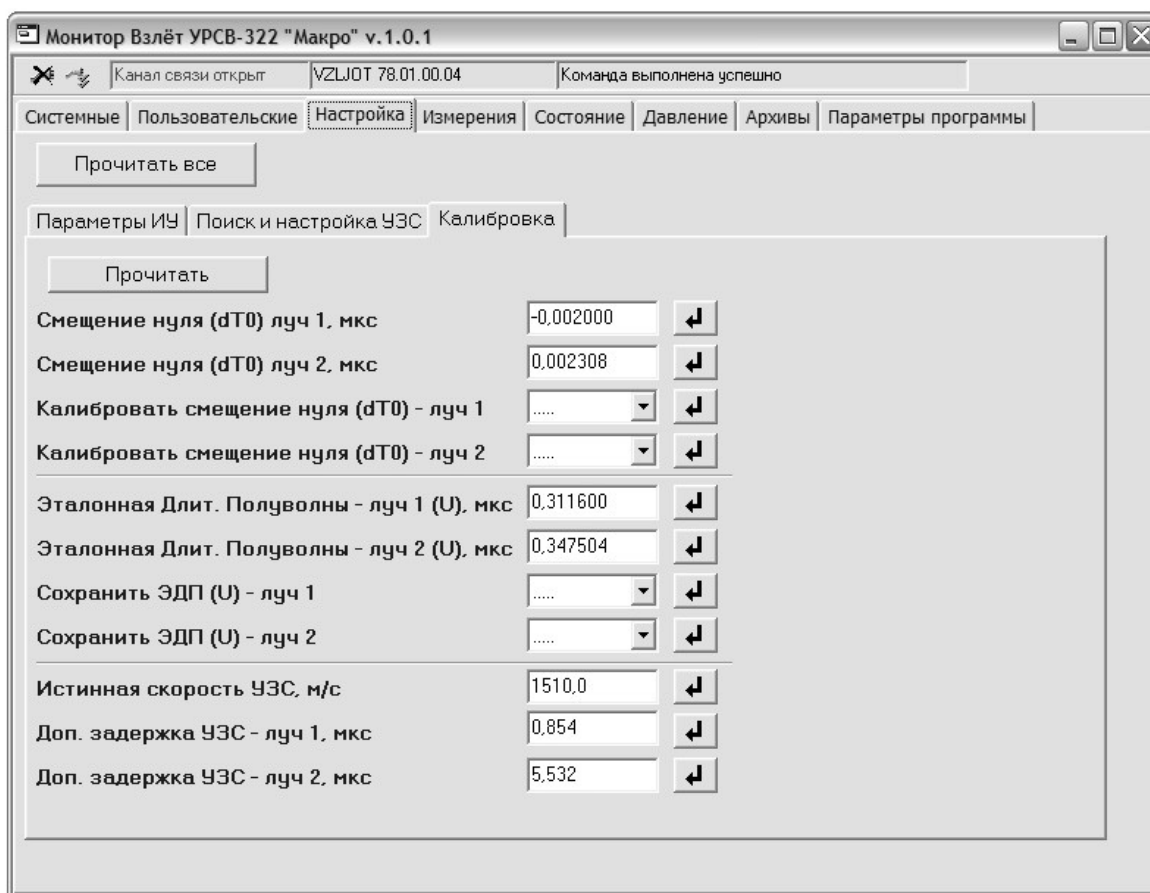 Монитор Взлёт УРСВ-322 "Макро" v.1.0.1
Канал связи открыт VZLJOT 78.01.00.04 Команда выполнена успешно
Системные Пользовательские Настройка Измерения Состояние Давление Архивы Параметры программы
Прочитать все
Параметры ИУ Поиск и настройка УЗС Калибровка
Прочитать
Смещение нуля (dT0) луч 1, мкс -0,002000
Смещение нуля (dT0) луч 2, мкс 0,002308
Калибровать смещение нуля (dT0) - луч 1 .....
Калибровать смещение нуля (dT0) - луч 2 .....
Эталонная Длит. Полуволны - луч 1 (U), мкс 0,311600
Эталонная Длит. Полуволны - луч 2 (U), мкс 0,347504
Сохранить ЭДП (U) - луч 1 .....
Сохранить ЭДП (U) - луч 2 .....
Истинная скорость УЗС, м/с 1510,0
Доп. задержка УЗС - луч 1, мкс 0,854
Доп. задержка УЗС - луч 2, мкс 5,532